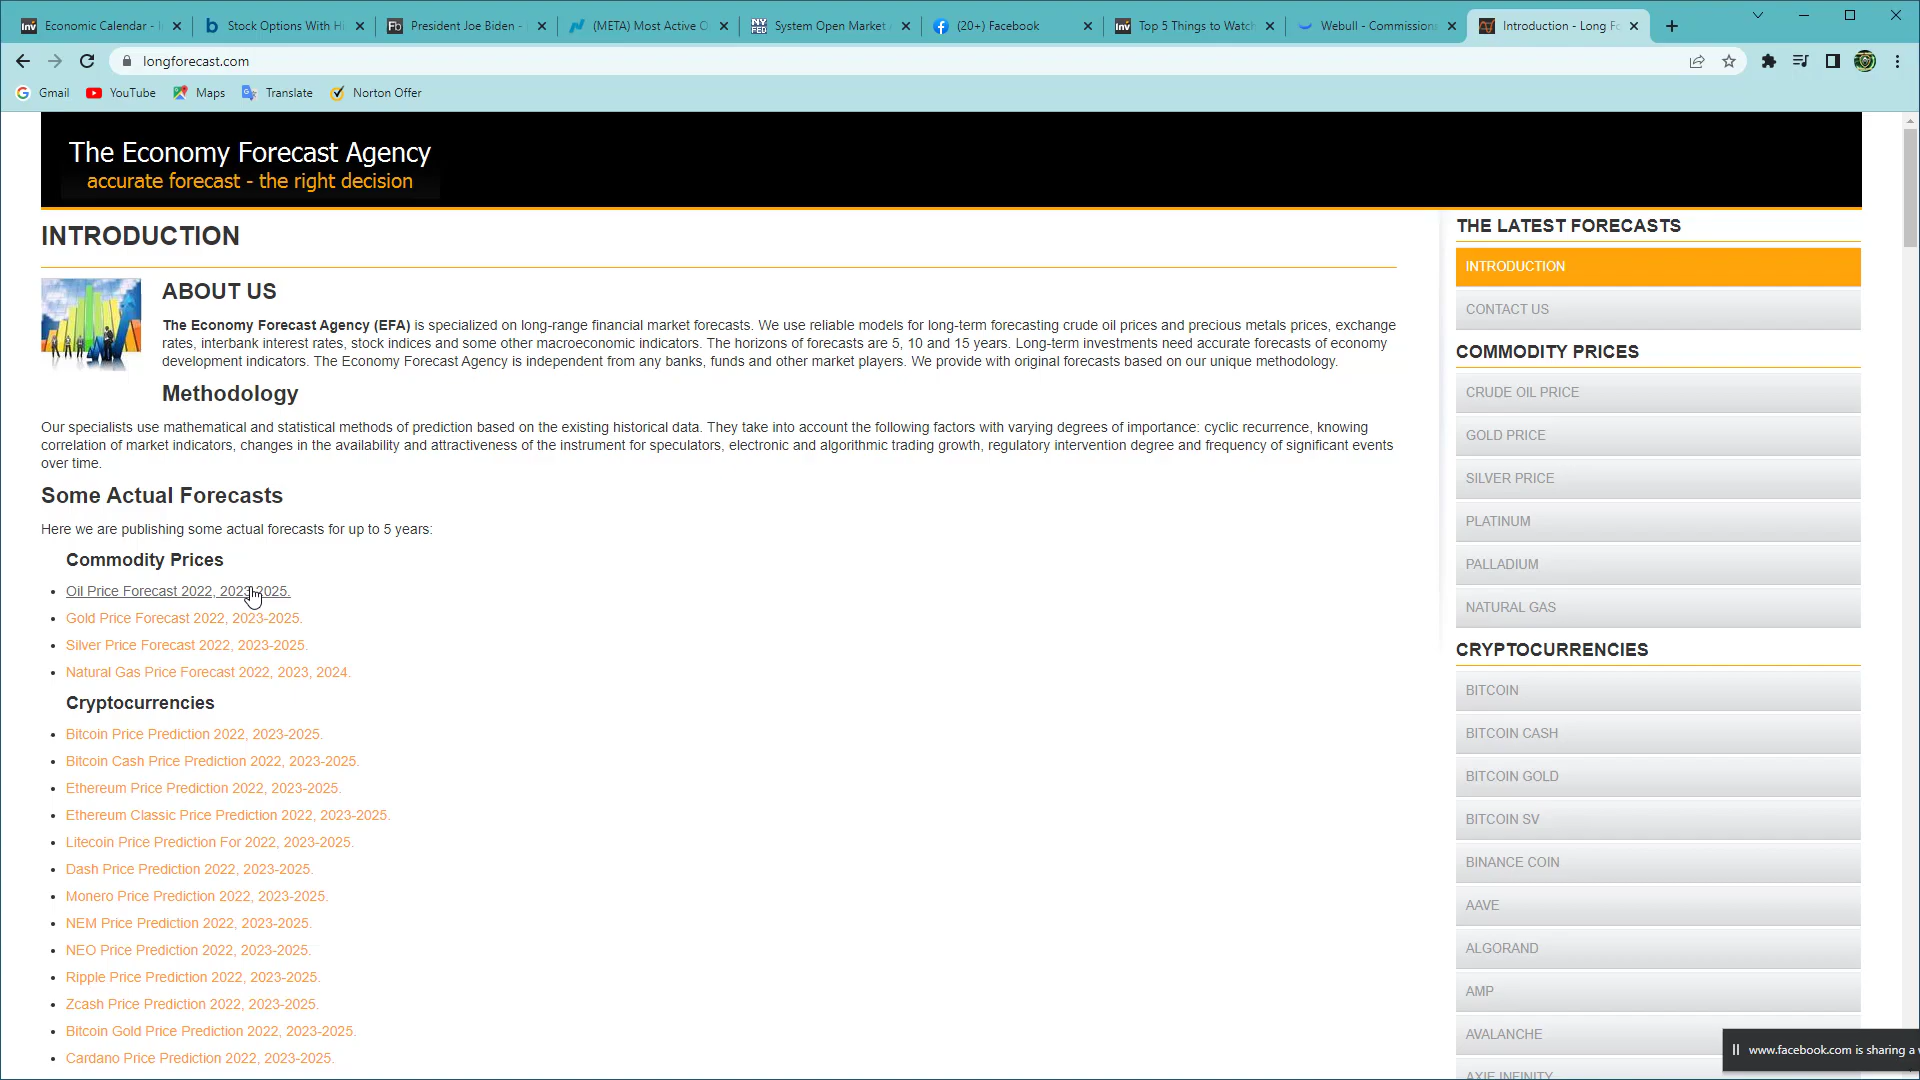 Economic Calendar - I
Stock Options With Hi
President Joe Biden -
(META) Most Active O
System Open Market
(20+) Facebook
Top 5 Things to Watch
Webull - Commission
Introduction - Long Fo
longforecast.com
Gmail
YouTube
Maps
Translate
Norton Offer
The Economy Forecast Agency
accurate forecast - the right decision
INTRODUCTION
ABOUT US
The Economy Forecast Agency (EFA) is specialized on long-range financial market forecasts. We use reliable models for long-term forecasting crude oil prices and precious metals prices, exchange
rates, interbank interest rates, stock indices and some other macroeconomic indicators. The horizons of forecasts are 5, 10 and 15 years. Long-term investments need accurate forecasts of economy
development indicators. The Economy Forecast Agency is independent from any banks, funds and other market players. We provide with original forecasts based on our unique methodology.
Methodology
Our specialists use mathematical and statistical methods of prediction based on the existing historical data. They take into account the following factors with varying degrees of importance: cyclic recurrence, knowing
correlation of market indicators, changes in the availability and attractiveness of the instrument for speculators, electronic and algorithmic trading growth, regulatory intervention degree and frequency of significant events
over time.
Some Actual Forecasts
Here we are publishing some actual forecasts for up to 5 years:
Commodity Prices
Oil Price Forecast 2022, 2023-2025.
Gold Price Forecast 2022, 2023-2025.
Silver Price Forecast 2022, 2023-2025.
Natural Gas Price Forecast 2022, 2023, 2024.
Cryptocurrencies
Bitcoin Price Prediction 2022, 2023-2025.
Bitcoin Cash Price Prediction 2022, 2023-2025.
Ethereum Price Prediction 2022, 2023-2025.
Ethereum Classic Price Prediction 2022, 2023-2025.
Litecoin Price Prediction For 2022, 2023-2025.
Dash Price Prediction 2022, 2023-2025.
Monero Price Prediction 2022, 2023-2025.
NEM Price Prediction 2022, 2023-2025.
NEO Price Prediction 2022, 2023-2025.
Ripple Price Prediction 2022, 2023-2025.
Zcash Price Prediction 2022, 2023-2025.
Bitcoin Gold Price Prediction 2022, 2023-2025.
Cardano Price Prediction 2022, 2023-2025.
THE LATEST FORECASTS
INTRODUCTION
CONTACT US
COMMODITY PRICES
CRUDE OIL PRICE
GOLD PRICE
SILVER PRICE
PLATINUM
PALLADIUM
NATURAL GAS
CRYPTOCURRENCIES
BITCOIN
BITCOIN CASH
BITCOIN GOLD
BITCOIN SV
BINANCE COIN
AAVE
ALGORAND
AMP
AVALANCHE
AXIE INFINITY
www.facebook.com is sharing a